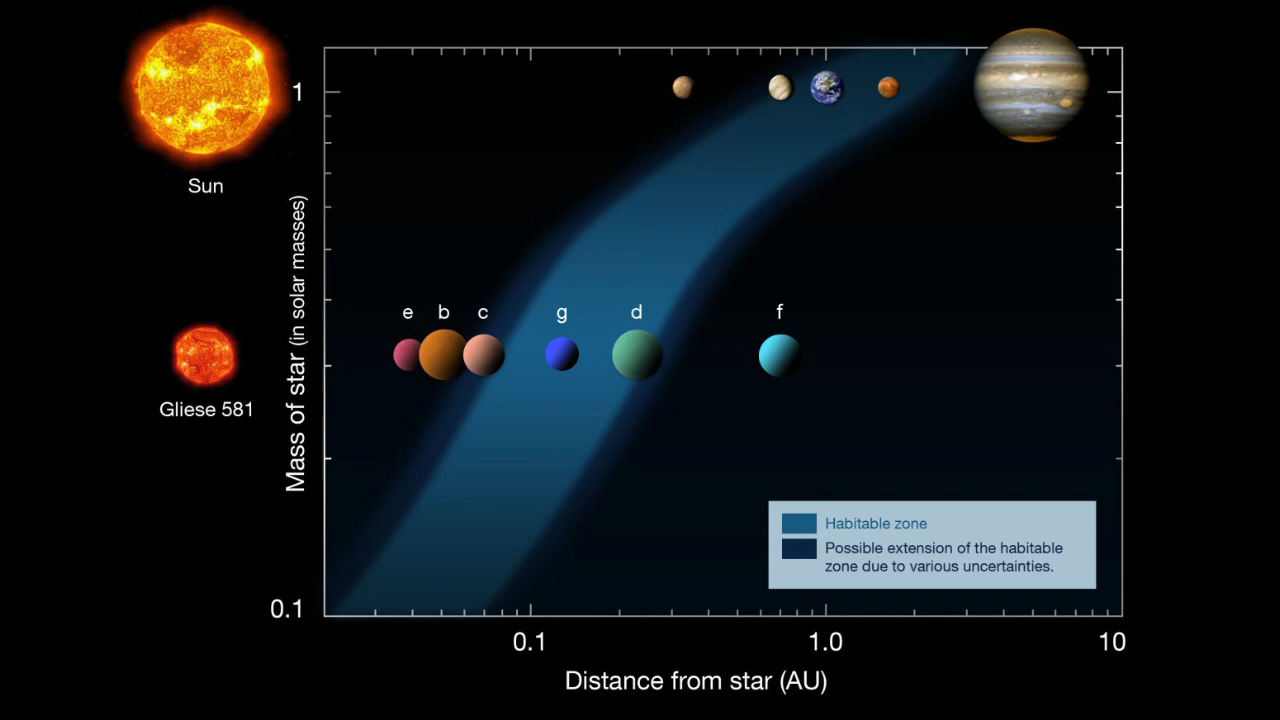 Sun
Gliese 581
Mass of star (in solar masses)
1
0.1
e b c g d f
Habitable zone
Possible extension of the habitable
zone due to various uncertainties.
0.1 1.0 10
Distance from star (AU)